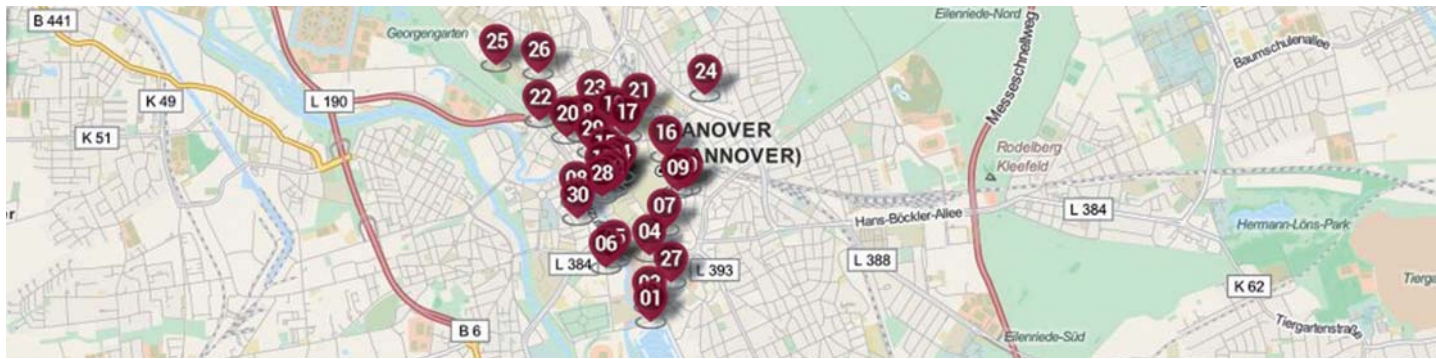 B 441
Eilenriede-Nord
Georgengarten
Messeschnellweg
Baumschulenallee
25
26
24
K 49
L 190
22
23
21
20
17
K 51
29
16
ANOVER
ANNOVER)
Rodelberg
Kleefeld
09
28
30
07
Hans-Böckler-Allee
L 384
Hermann-Löns-Park
04
06
L 384
27
L 393
L 388
K 62
01
B 6
Eilenriede-Süd
Tiergartenstraße